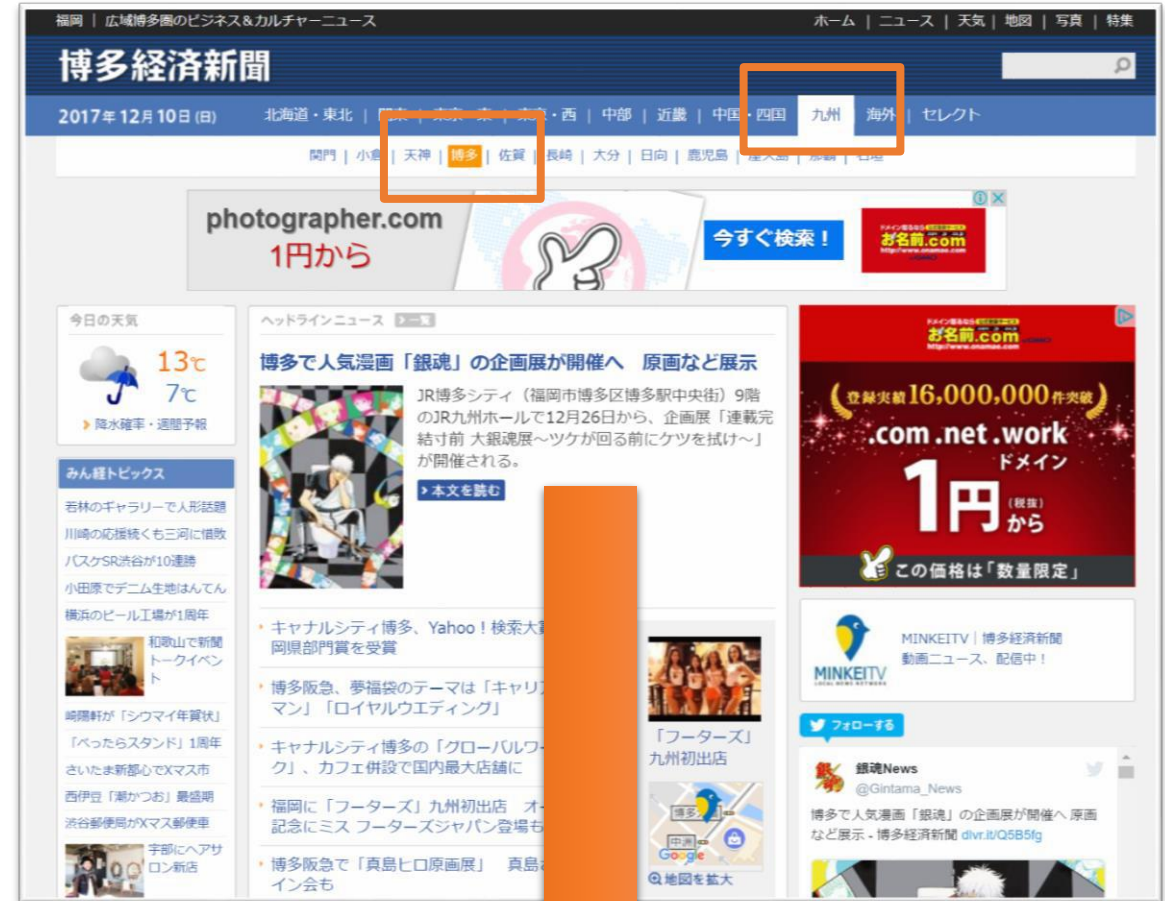 福岡 | 広域博多圏のビジネス&カルチャーニュース
ホーム | ニュース | 天気 | 地図 | 写真 | 特集
博多経済新聞
2017年12月10日(日)
北海道・東北 | 関東 | 東京・東 | 東京・西 | 中部 | 近畿 | 中国・四国 九州 海外 | セレクト
関門 | 小倉 | 天神 | 博多 | 佐賀 | 長崎 | 大分 | 日向 | 鹿児島 | 屋久島 | 那覇 | 石垣
photographer.com
1円から
今すぐ検索!
お名前.com
http://www.onamae.com
今日の天気
13℃
7℃
降水確率・週間予報
みん経トピックス
若林のギャラリーで人形話題
川崎の応援続くも三河に惜敗
バスケSR渋谷が10連勝
小田原でデニム生地はんてん
横浜のビール工場が1周年
和歌山で新聞
トークイベン
ト
崎陽軒が「シウマイ年賀状」
「べったらスタンド」1周年
さいたま新都心でXマス市
西伊豆「潮かつお」最盛期
渋谷郵便局がXマス郵便車
宇部にヘアサ
ロン新店
ヘッドラインニュース 一覧
博多で人気漫画「銀魂」の企画展が開催へ 原画など展示
JR博多シティ(福岡市博多区博多駅中央街)9階
のJR九州ホールで12月26日から、企画展「連載完
結寸前 大銀魂展~ツケが回る前にケツを拭け~」
が開催される。
本文を読む
キャナルシティ博多、Yahoo!検索大
岡県部門賞を受賞
博多阪急、夢福袋のテーマは「キャリ
マン」「ロイヤルウエディング」
キャナルシティ博多の「グローバルワー
ク」、カフェ併設で国内最大店舗に
福岡に「フーターズ」九州初出店 オー
記念にミス フーターズジャパン登場も
博多阪急で「真島ヒロ原画展」 真島
イン会も
「フーターズ」
九州初出店
博多
中洲
Google
地図を拡大
お名前.com
登録実績16,000,000件突破
.com .net .work
ドメイン
1円
(税抜)
から
この価格は「数量限定」
MINKEITV | 博多経済新聞
動画ニュース、配信中!
MINKEITV
LOCAL NEWS NETWORK
フォローする
銀魂News
@Gintama_News
博多で人気漫画「銀魂」の企画展が開催へ 原画
など展示 - 博多経済新聞 dlvr.it/Q5B5fg